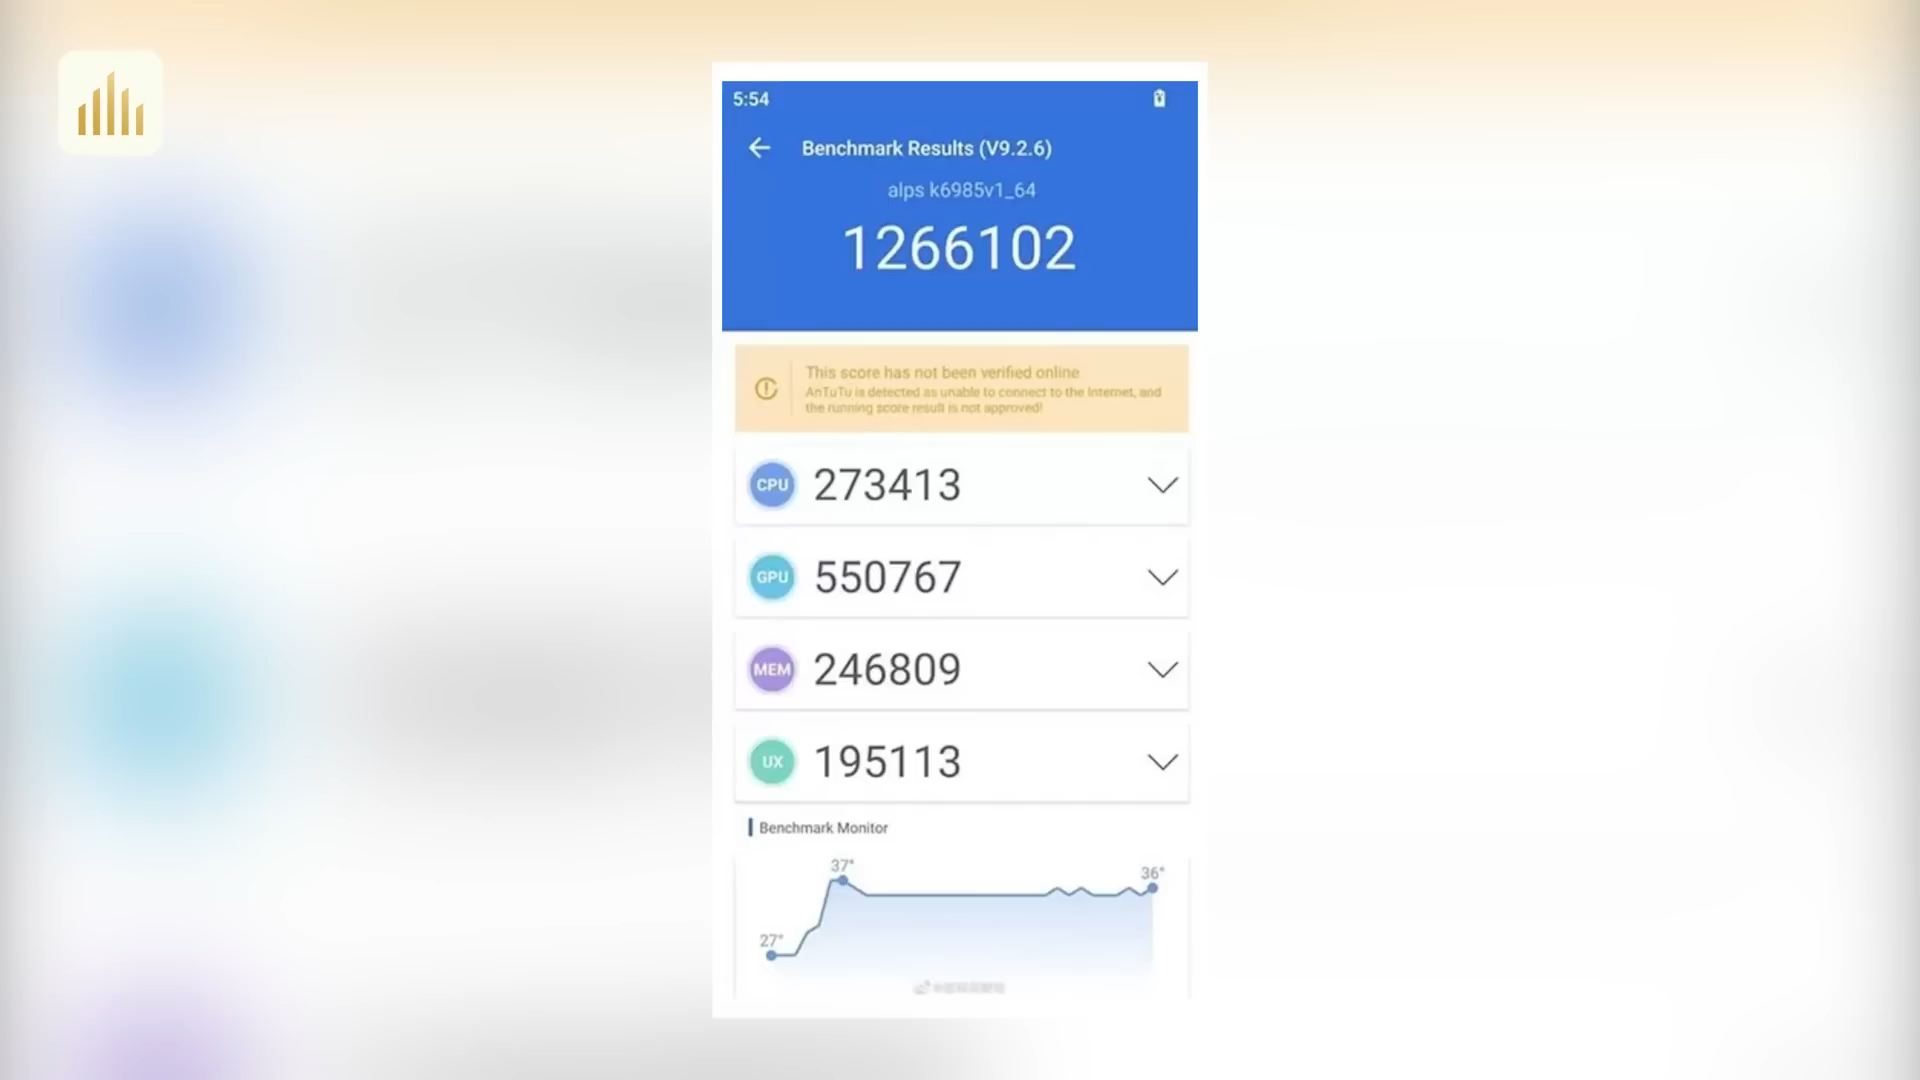 5:54
Benchmark Results (V9.2.6)
alps k6985v1_64
1266102
This score has not been verified online
AnTuTu is detected as unable to connect to the Internet, and
the running score result is not approved!
CPU 273413
GPU 550767
MEM 246809
UX 195113
Benchmark Monitor
37°
36°
27°